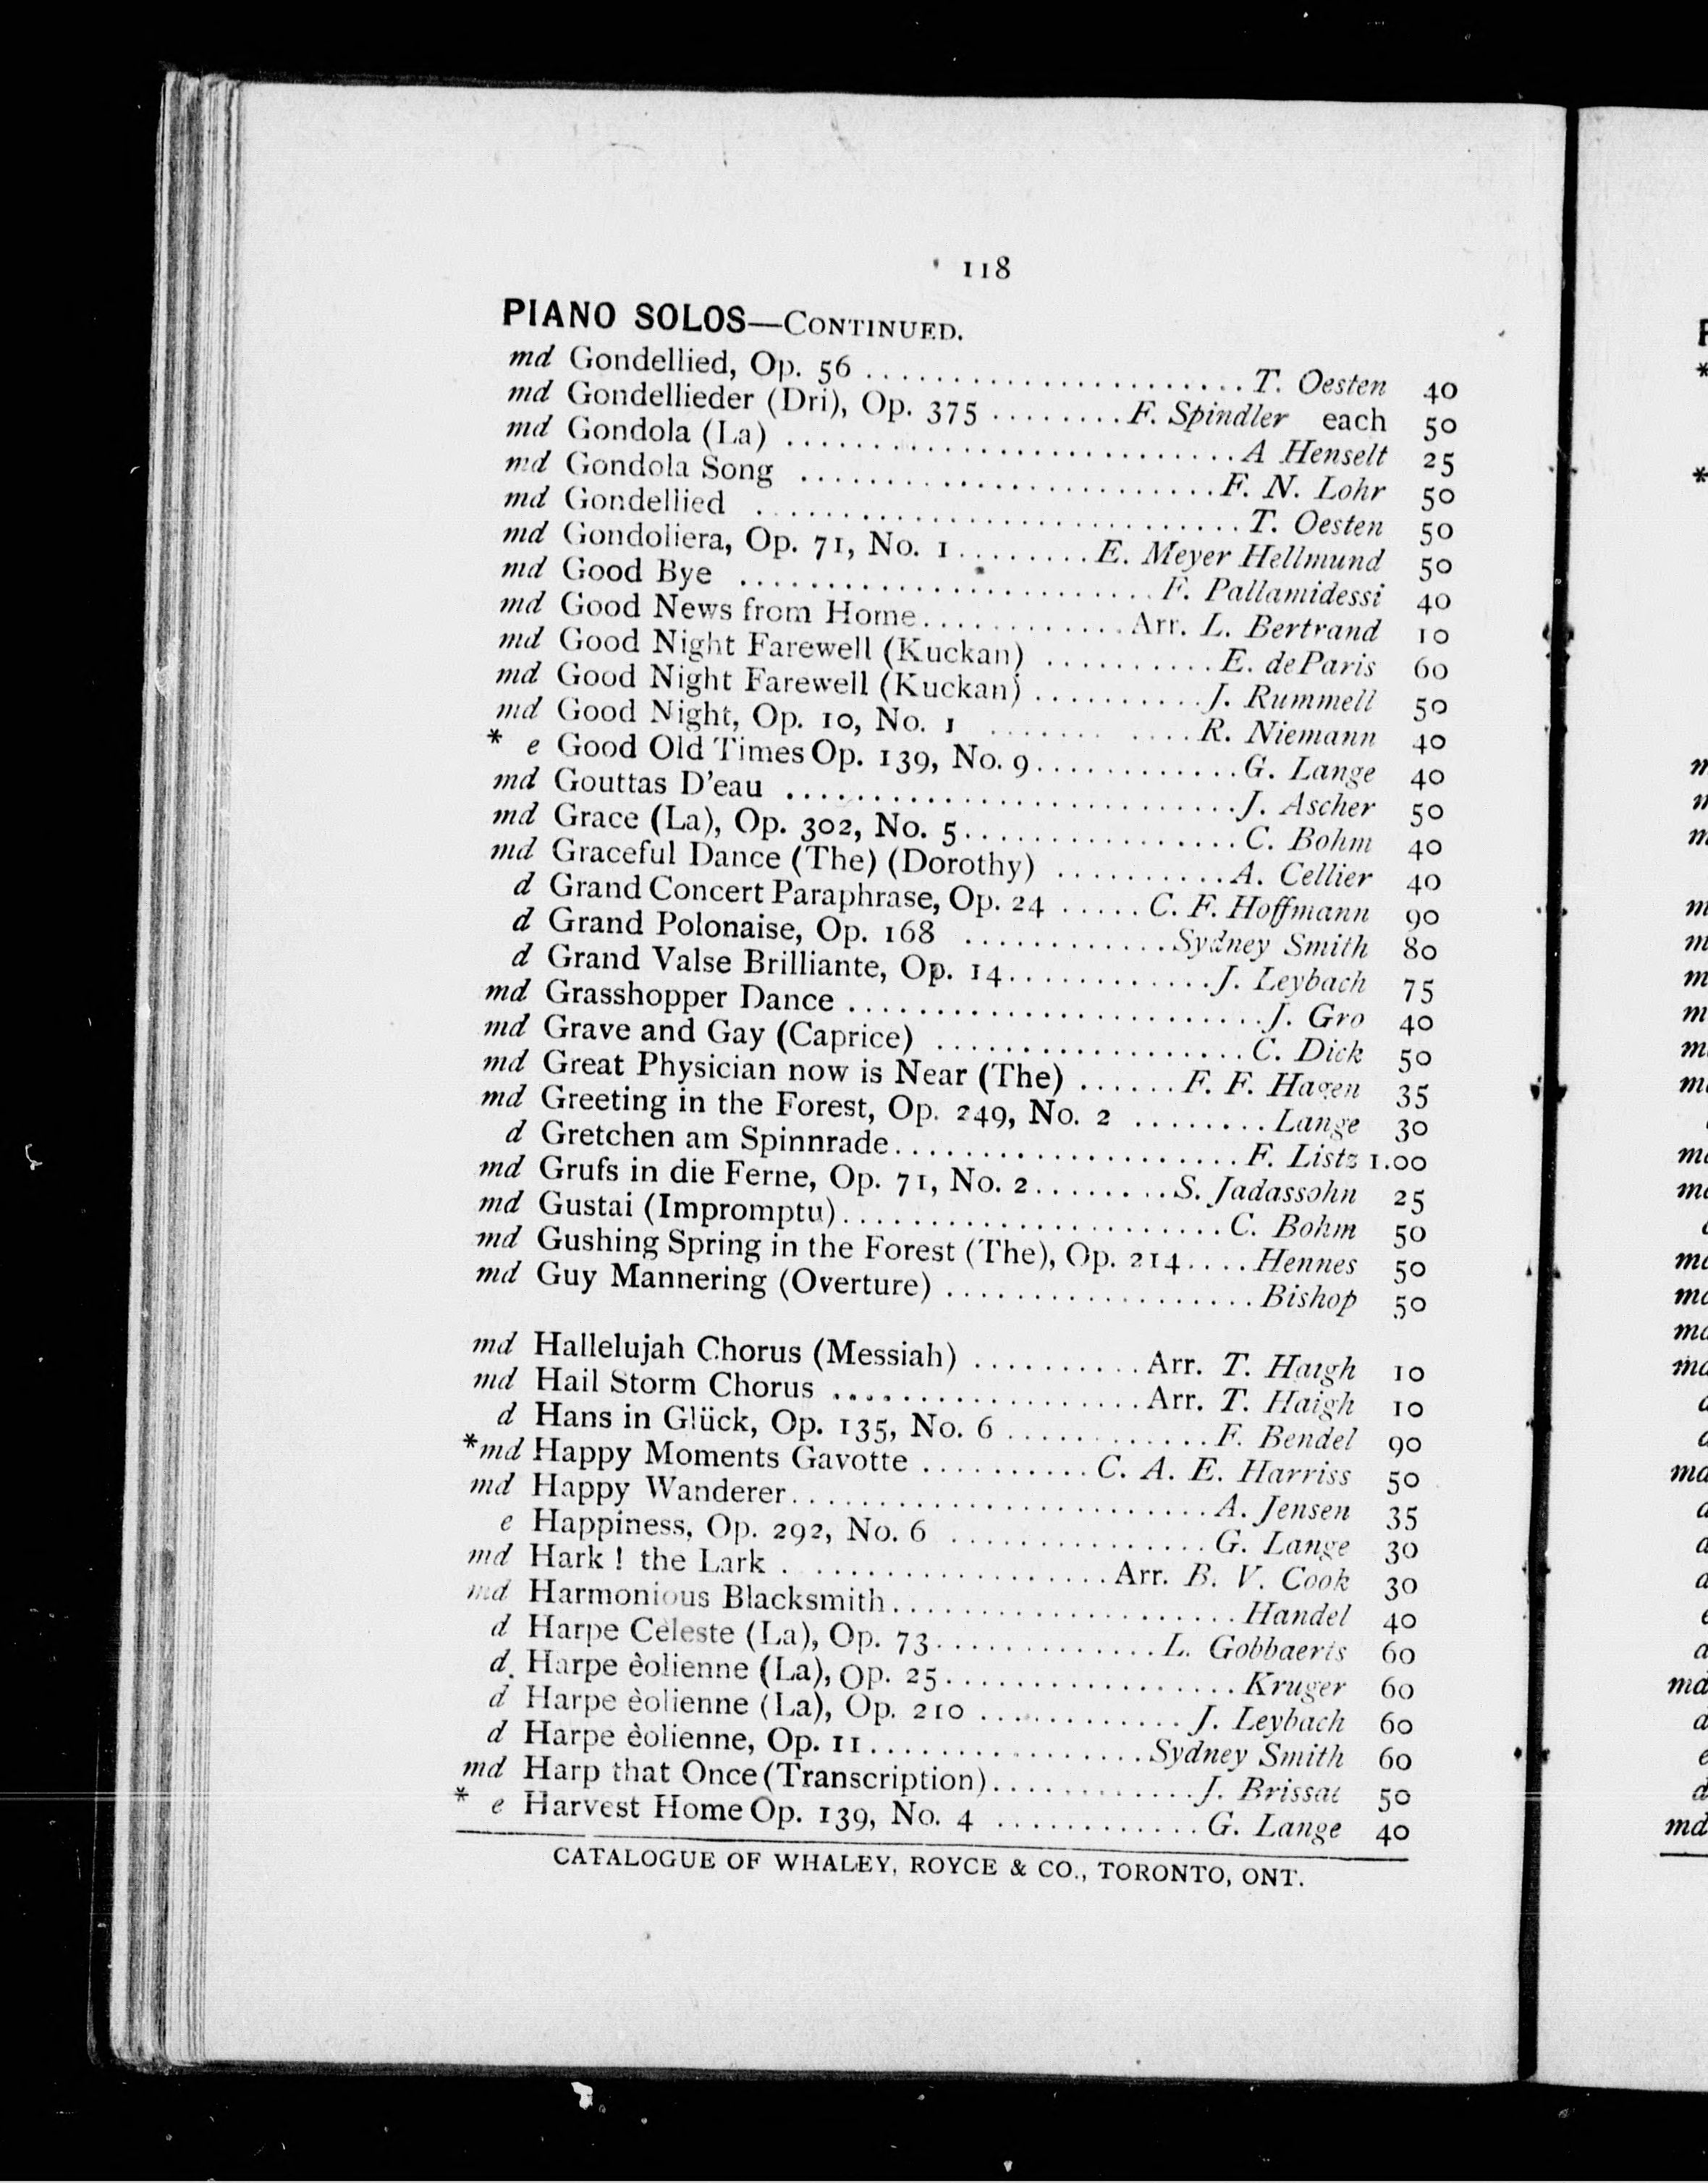 118
PIANO SOLOS—CONTINUED.
md Gondellied, Op. 56 ........................ T. Oesten 40
md Gondellieder (Dri), Op. 375 ........ F. Spindler each 50
md Gondola (La) ............................ A Henselt 25
md Gondola Song ........................ F. N. Lohr 50
md Gondellied ............................ T. Oesten 50
md Gondoliera, Op. 71, No. 1 ........ E. Meyer Hellmund 50
md Good Bye ........................ F. Pallamidessi 40
md Good News from Home ............ Arr. L. Bertrand 10
md Good Night Farewell (Kuckan) .......... E. deParis 60
md Good Night Farewell (Kuckan) .......... J. Rummell 50
md Good Night, Op. 10, No. 1 ............ R. Niemann 40
* e Good Old Times Op. 139, No. 9 ............ G. Lange 40
md Gouttas D'eau .......................... J. Ascher 50
md Grace (La), Op. 302, No. 5 ................ C. Bohm 40
md Graceful Dance (The) (Dorothy) .......... A. Cellier 40
d Grand Concert Paraphrase, Op. 24 ..... C. F. Hoffmann 90
d Grand Polonaise, Op. 168 ............ Sydney Smith 80
d Grand Valse Brilliante, Op. 14 ............ J. Leybach 75
md Grasshopper Dance ........................ J. Gro 40
md Grave and Gay (Caprice) .................. C. Dick 50
md Great Physician now is Near (The) ...... F. F. Hagen 35
md Greeting in the Forest, Op. 249, No. 2 ........ Lange 30
d Gretchen am Spinnrade .................... F. Listz 1.00
md Grufs in die Ferne, Op. 71, No. 2 ........ S. Jadassohn 25
md Gustai (Impromptu) ...................... C. Bohm 50
md Gushing Spring in the Forest (The), Op. 214 .... Hennes 50
md Guy Mannering (Overture) .................. Bishop 50
md Hallelujah Chorus (Messiah) .......... Arr. T. Haigh 10
md Hail Storm Chorus .................. Arr. T. Haigh 10
d Hans in Glück, Op. 135, No. 6 ............ F. Bendel 90
*md Happy Moments Gavotte .......... C. A. E. Harriss 50
md Happy Wanderer ........................ A. Jensen 35
e Happiness, Op. 292, No. 6 ................ G. Lange 30
md Hark ! the Lark .................... Arr. B. V. Cook 30
md Harmonious Blacksmith .................... Handel 40
d Harpe Celeste (La), Op. 73 ............ L. Gobbaerts 60
d. Harpe èolienne (La), Op. 25 .................. Kruger 60
d Harpe èolienne (La), Op. 210 ............ J. Leybach 60
d Harpe èolienne, Op. 11 ................ Sydney Smith 60
md Harp that Once (Transcription) ............ J. Brissac 50
* e Harvest Home Op. 139, No. 4 ............ G. Lange 40
CATALOGUE OF WHALEY, ROYCE & CO., TORONTO, ONT.